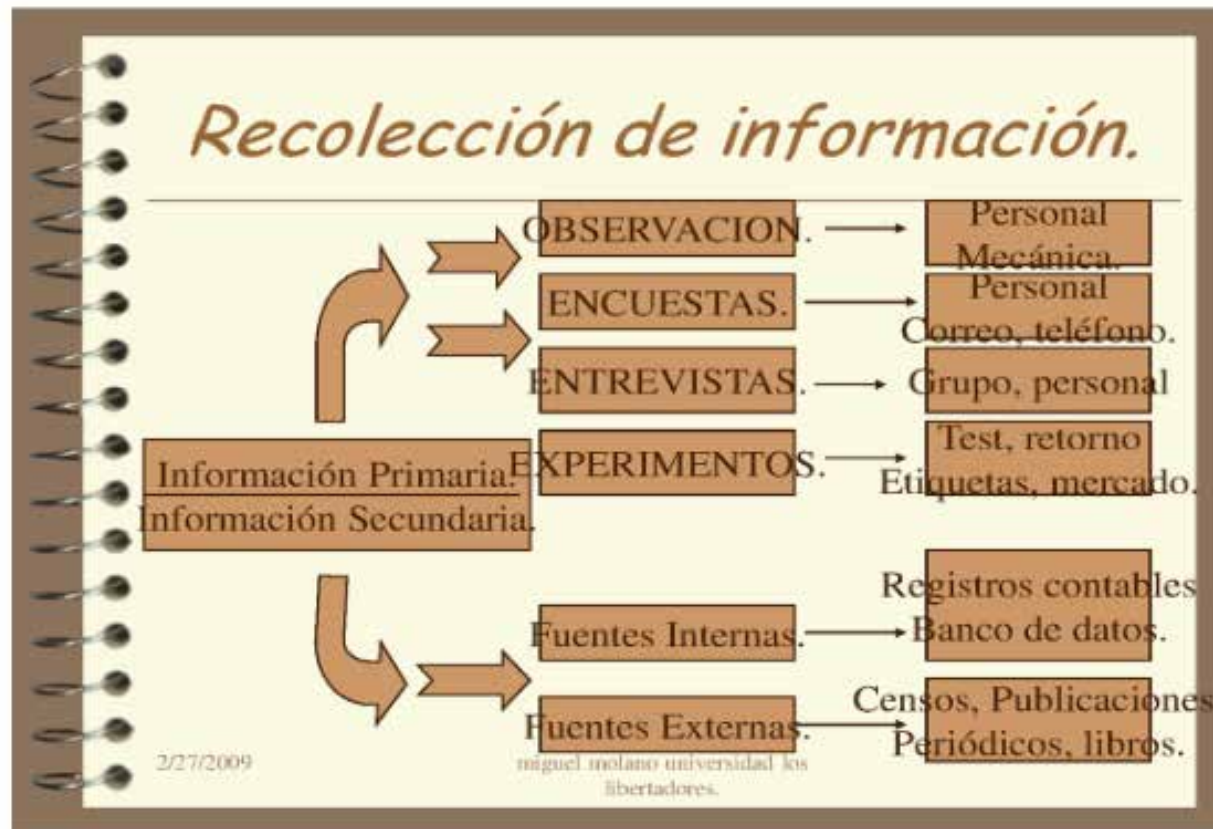 Recolección de información.
OBSERVACION.
Personal
Mecánica.
ENCUESTAS.
Personal
Correo, teléfono.
ENTREVISTAS.
Grupo, personal
Información Primaria.
Información Secundaria.
EXPERIMENTOS.
Test, retorno
Etiquetas, mercado.
Fuentes Internas.
Registros contables
Banco de datos.
Fuentes Externas.
Censos, Publicaciones
Periódicos, libros.
2/27/2009
miguel molano universidad los
libertadores.